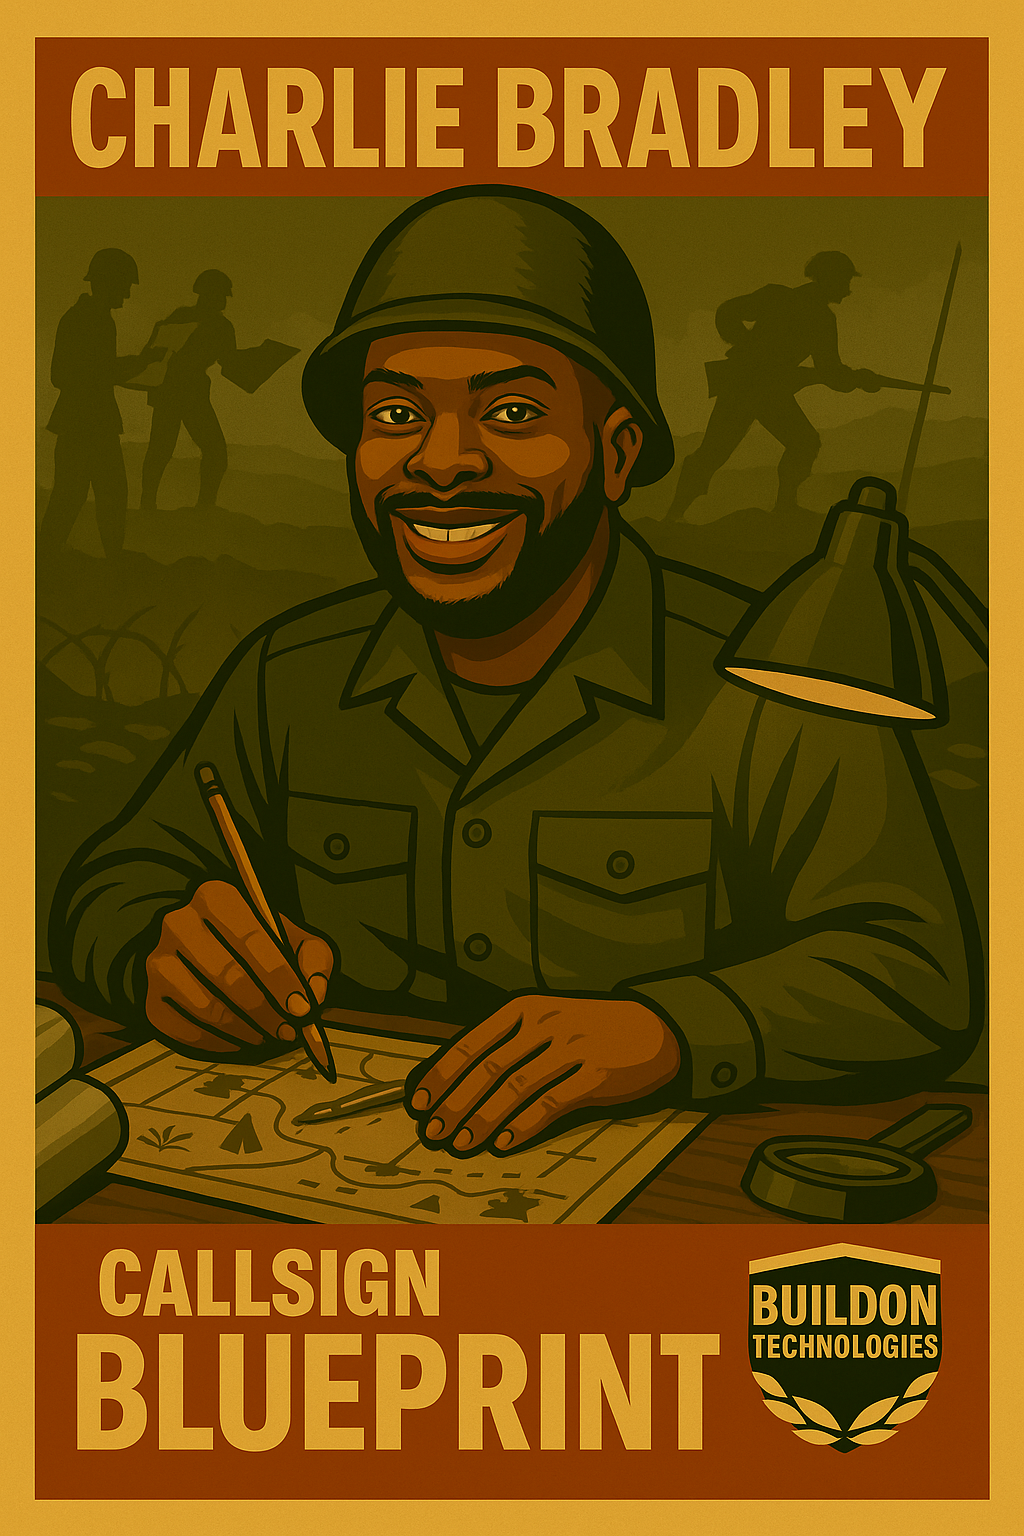 CHARLIE BRADLEY
CALLSIGN
BLUEPRINT
BUILDON
TECHNOLOGIES